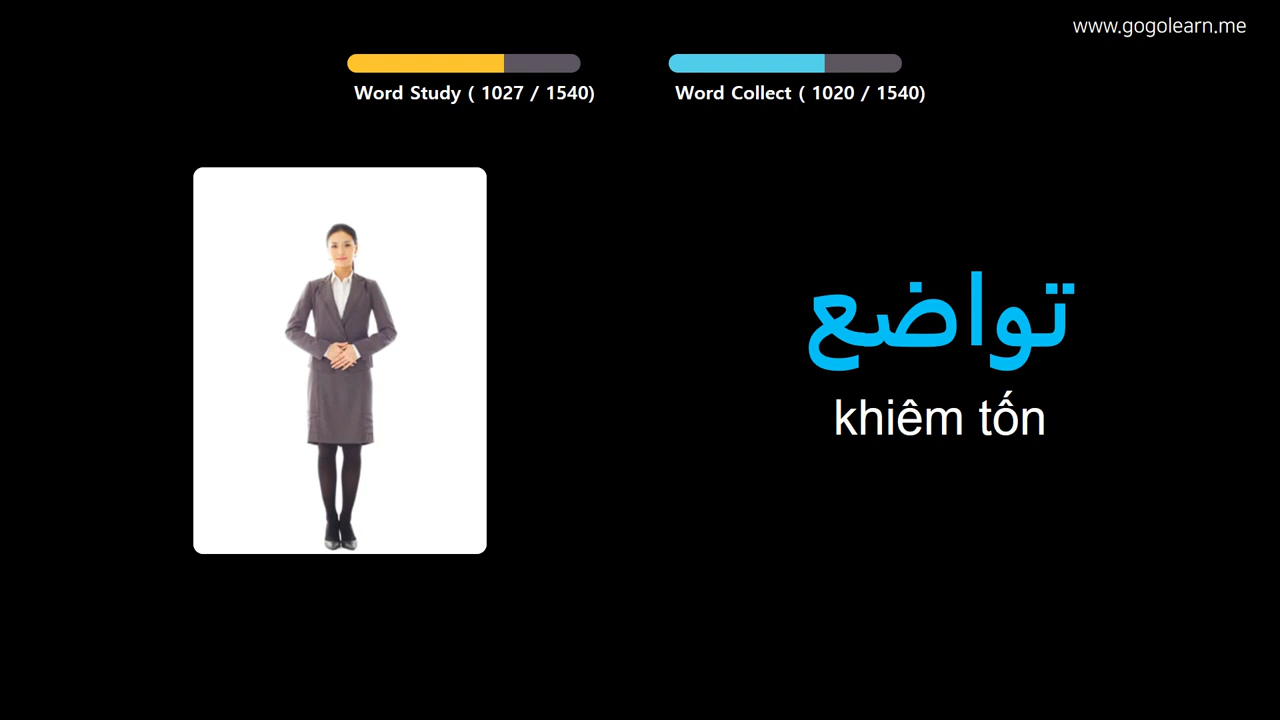 www.gogolearn.me
Word Study ( 1027 / 1540)
Word Collect ( 1020 / 1540)
تواضع
khiêm tốn